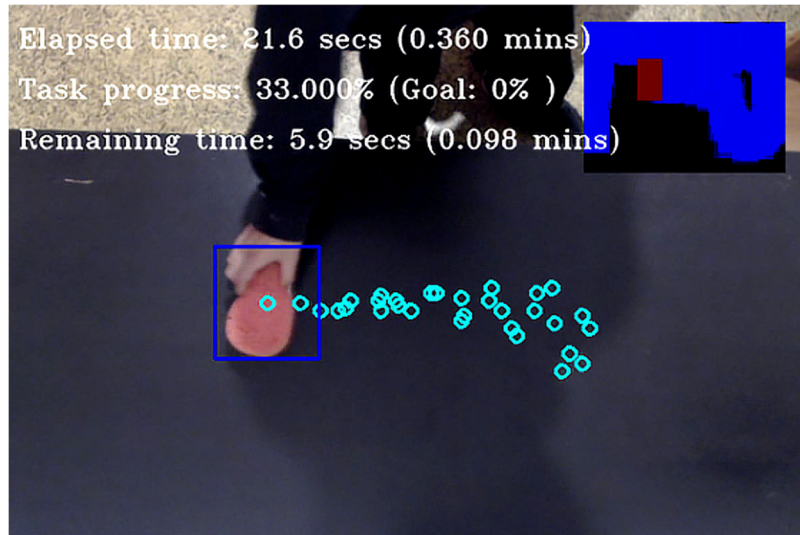 Elapsed time: 21.6 secs (0.360 mins)
Task progress: 33.000% (Goal: 0% )
Remaining time: 5.9 secs (0.098 mins)